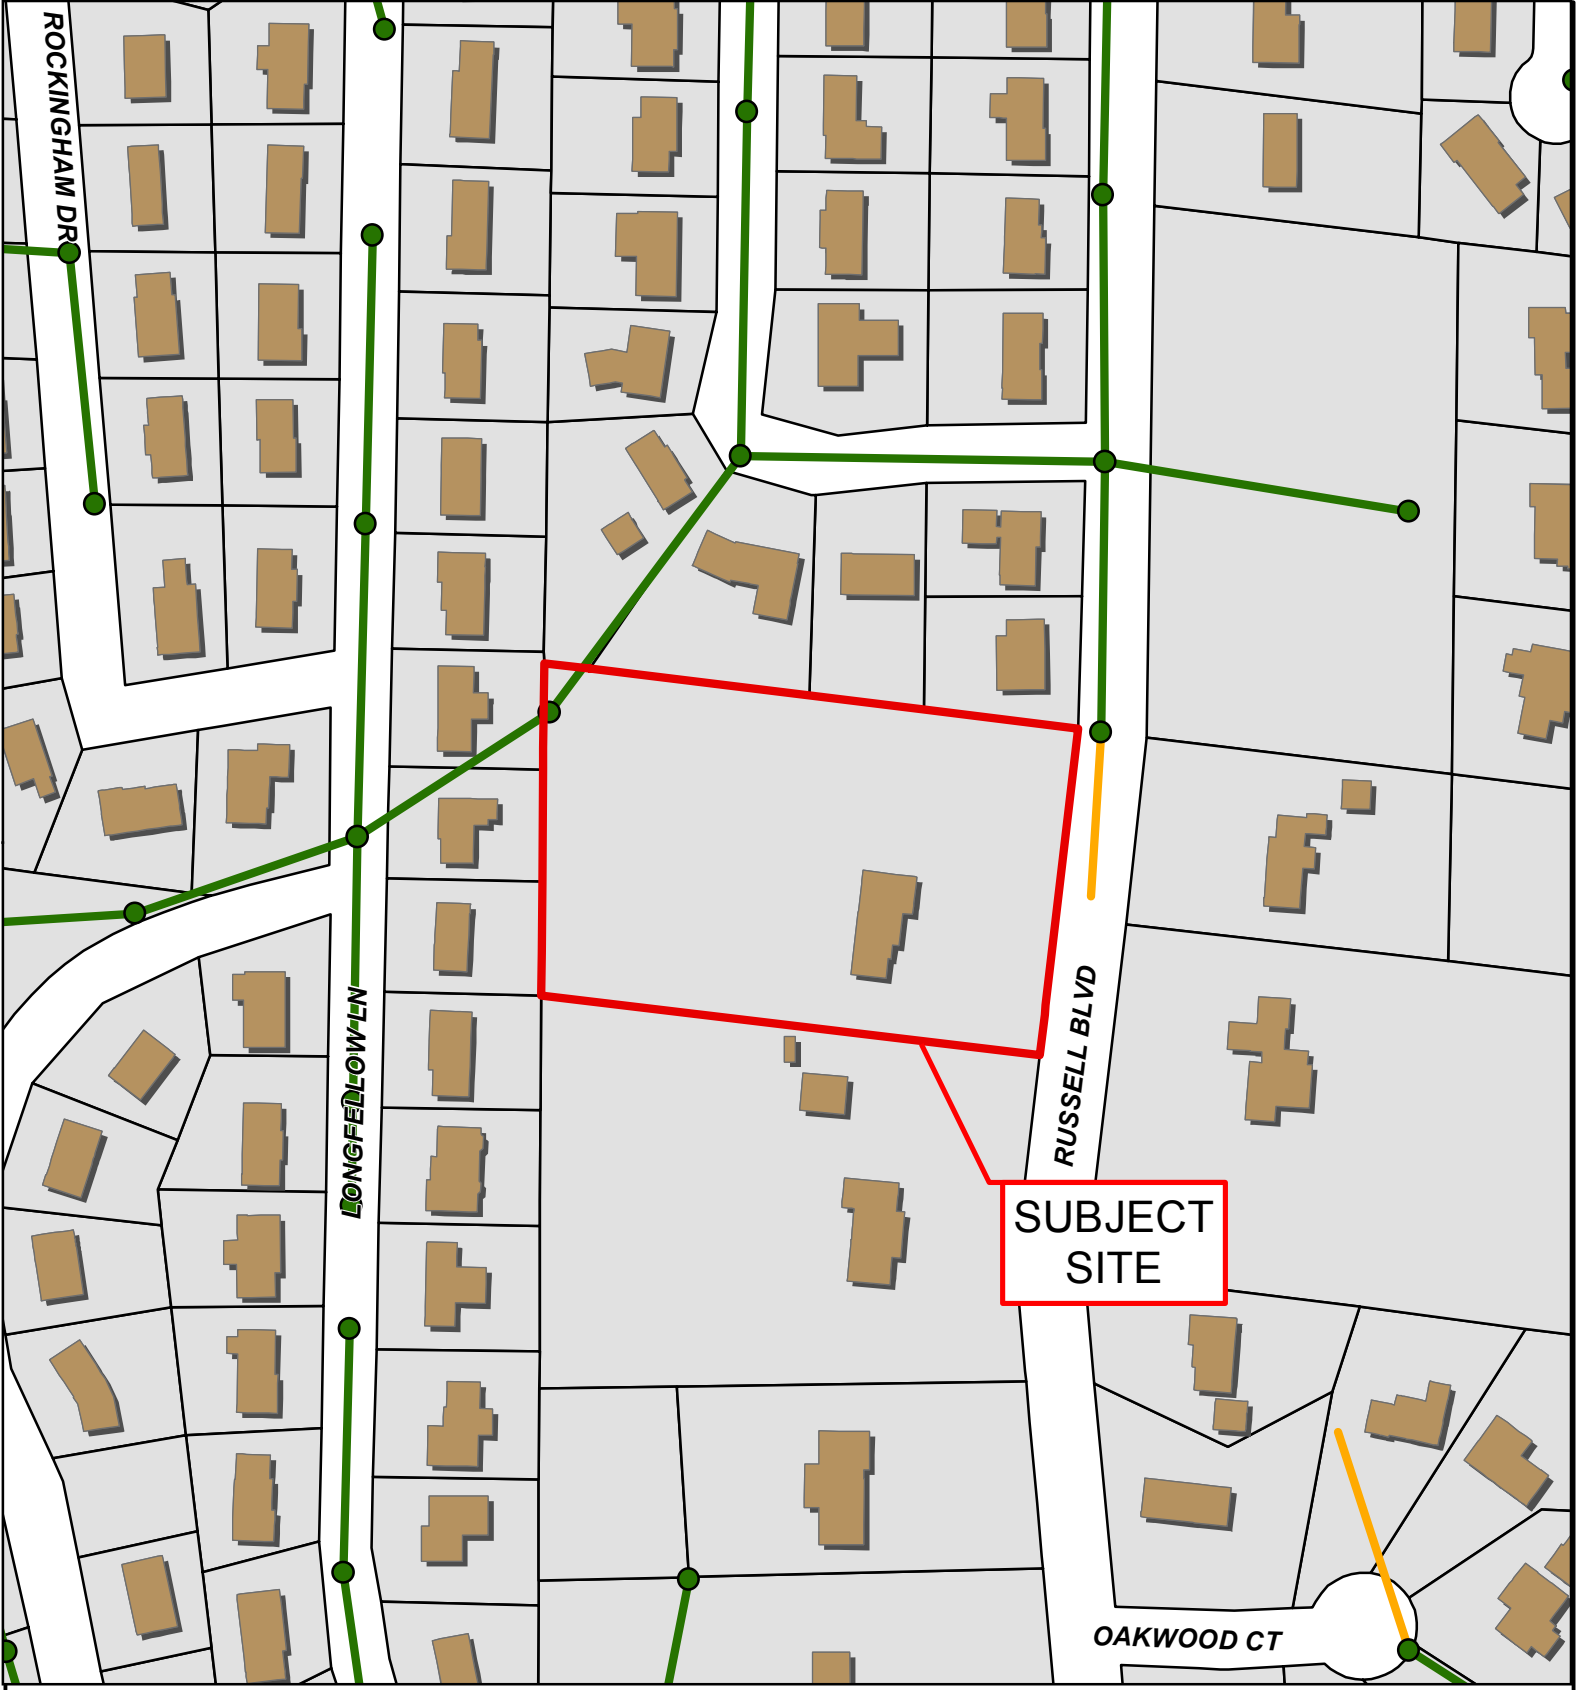 ROCKINGHAM DR
LONGFELLOW LN
RUSSELL BLVD
SUBJECT
SITE
OAKWOOD CT